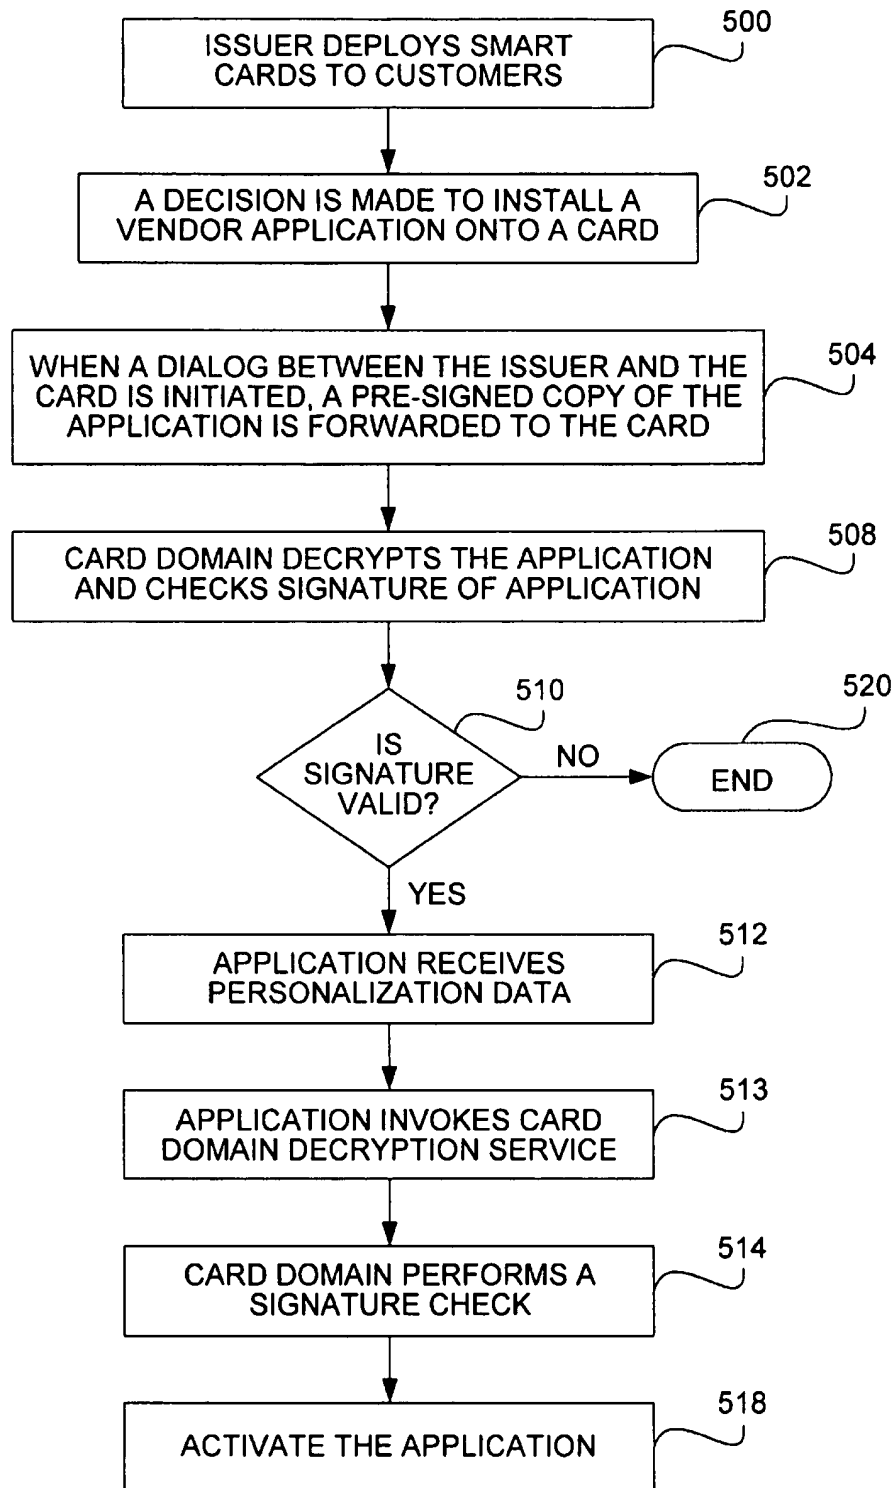 500
ISSUER DEPLOYS SMART
CARDS TO CUSTOMERS
502
A DECISION IS MADE TO INSTALL A
VENDOR APPLICATION ONTO A CARD
504
WHEN A DIALOG BETWEEN THE ISSUER AND THE
CARD IS INITIATED, A PRE-SIGNED COPY OF THE
APPLICATION IS FORWARDED TO THE CARD
508
CARD DOMAIN DECRYPTS THE APPLICATION
AND CHECKS SIGNATURE OF APPLICATION
510
IS
SIGNATURE
VALID?
NO
520
END
YES
512
APPLICATION RECEIVES
PERSONALIZATION DATA
513
APPLICATION INVOKES CARD
DOMAIN DECRYPTION SERVICE
514
CARD DOMAIN PERFORMS A
SIGNATURE CHECK
518
ACTIVATE THE APPLICATION